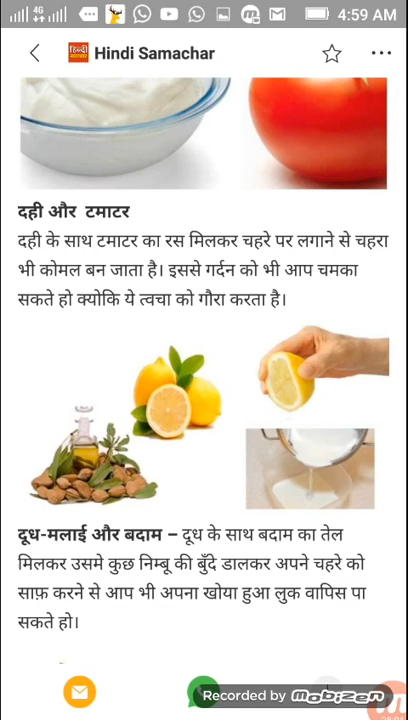 4G
4:59 AM
हिन्दी
समाचार
Hindi Samachar
दही और टमाटर
दही के साथ टमाटर का रस मिलकर चहरे पर लगाने से चहरा
भी कोमल बन जाता है। इससे गर्दन को भी आप चमका
सकते हो क्योकि ये त्वचा को गौरा करता है।
दूध-मलाई और बदाम – दूध के साथ बदाम का तेल
मिलकर उसमे कुछ निम्बू की बुँदे डालकर अपने चहरे को
साफ़ करने से आप भी अपना खोया हुआ लुक वापिस पा
सकते हो।
Recorded by mobizen